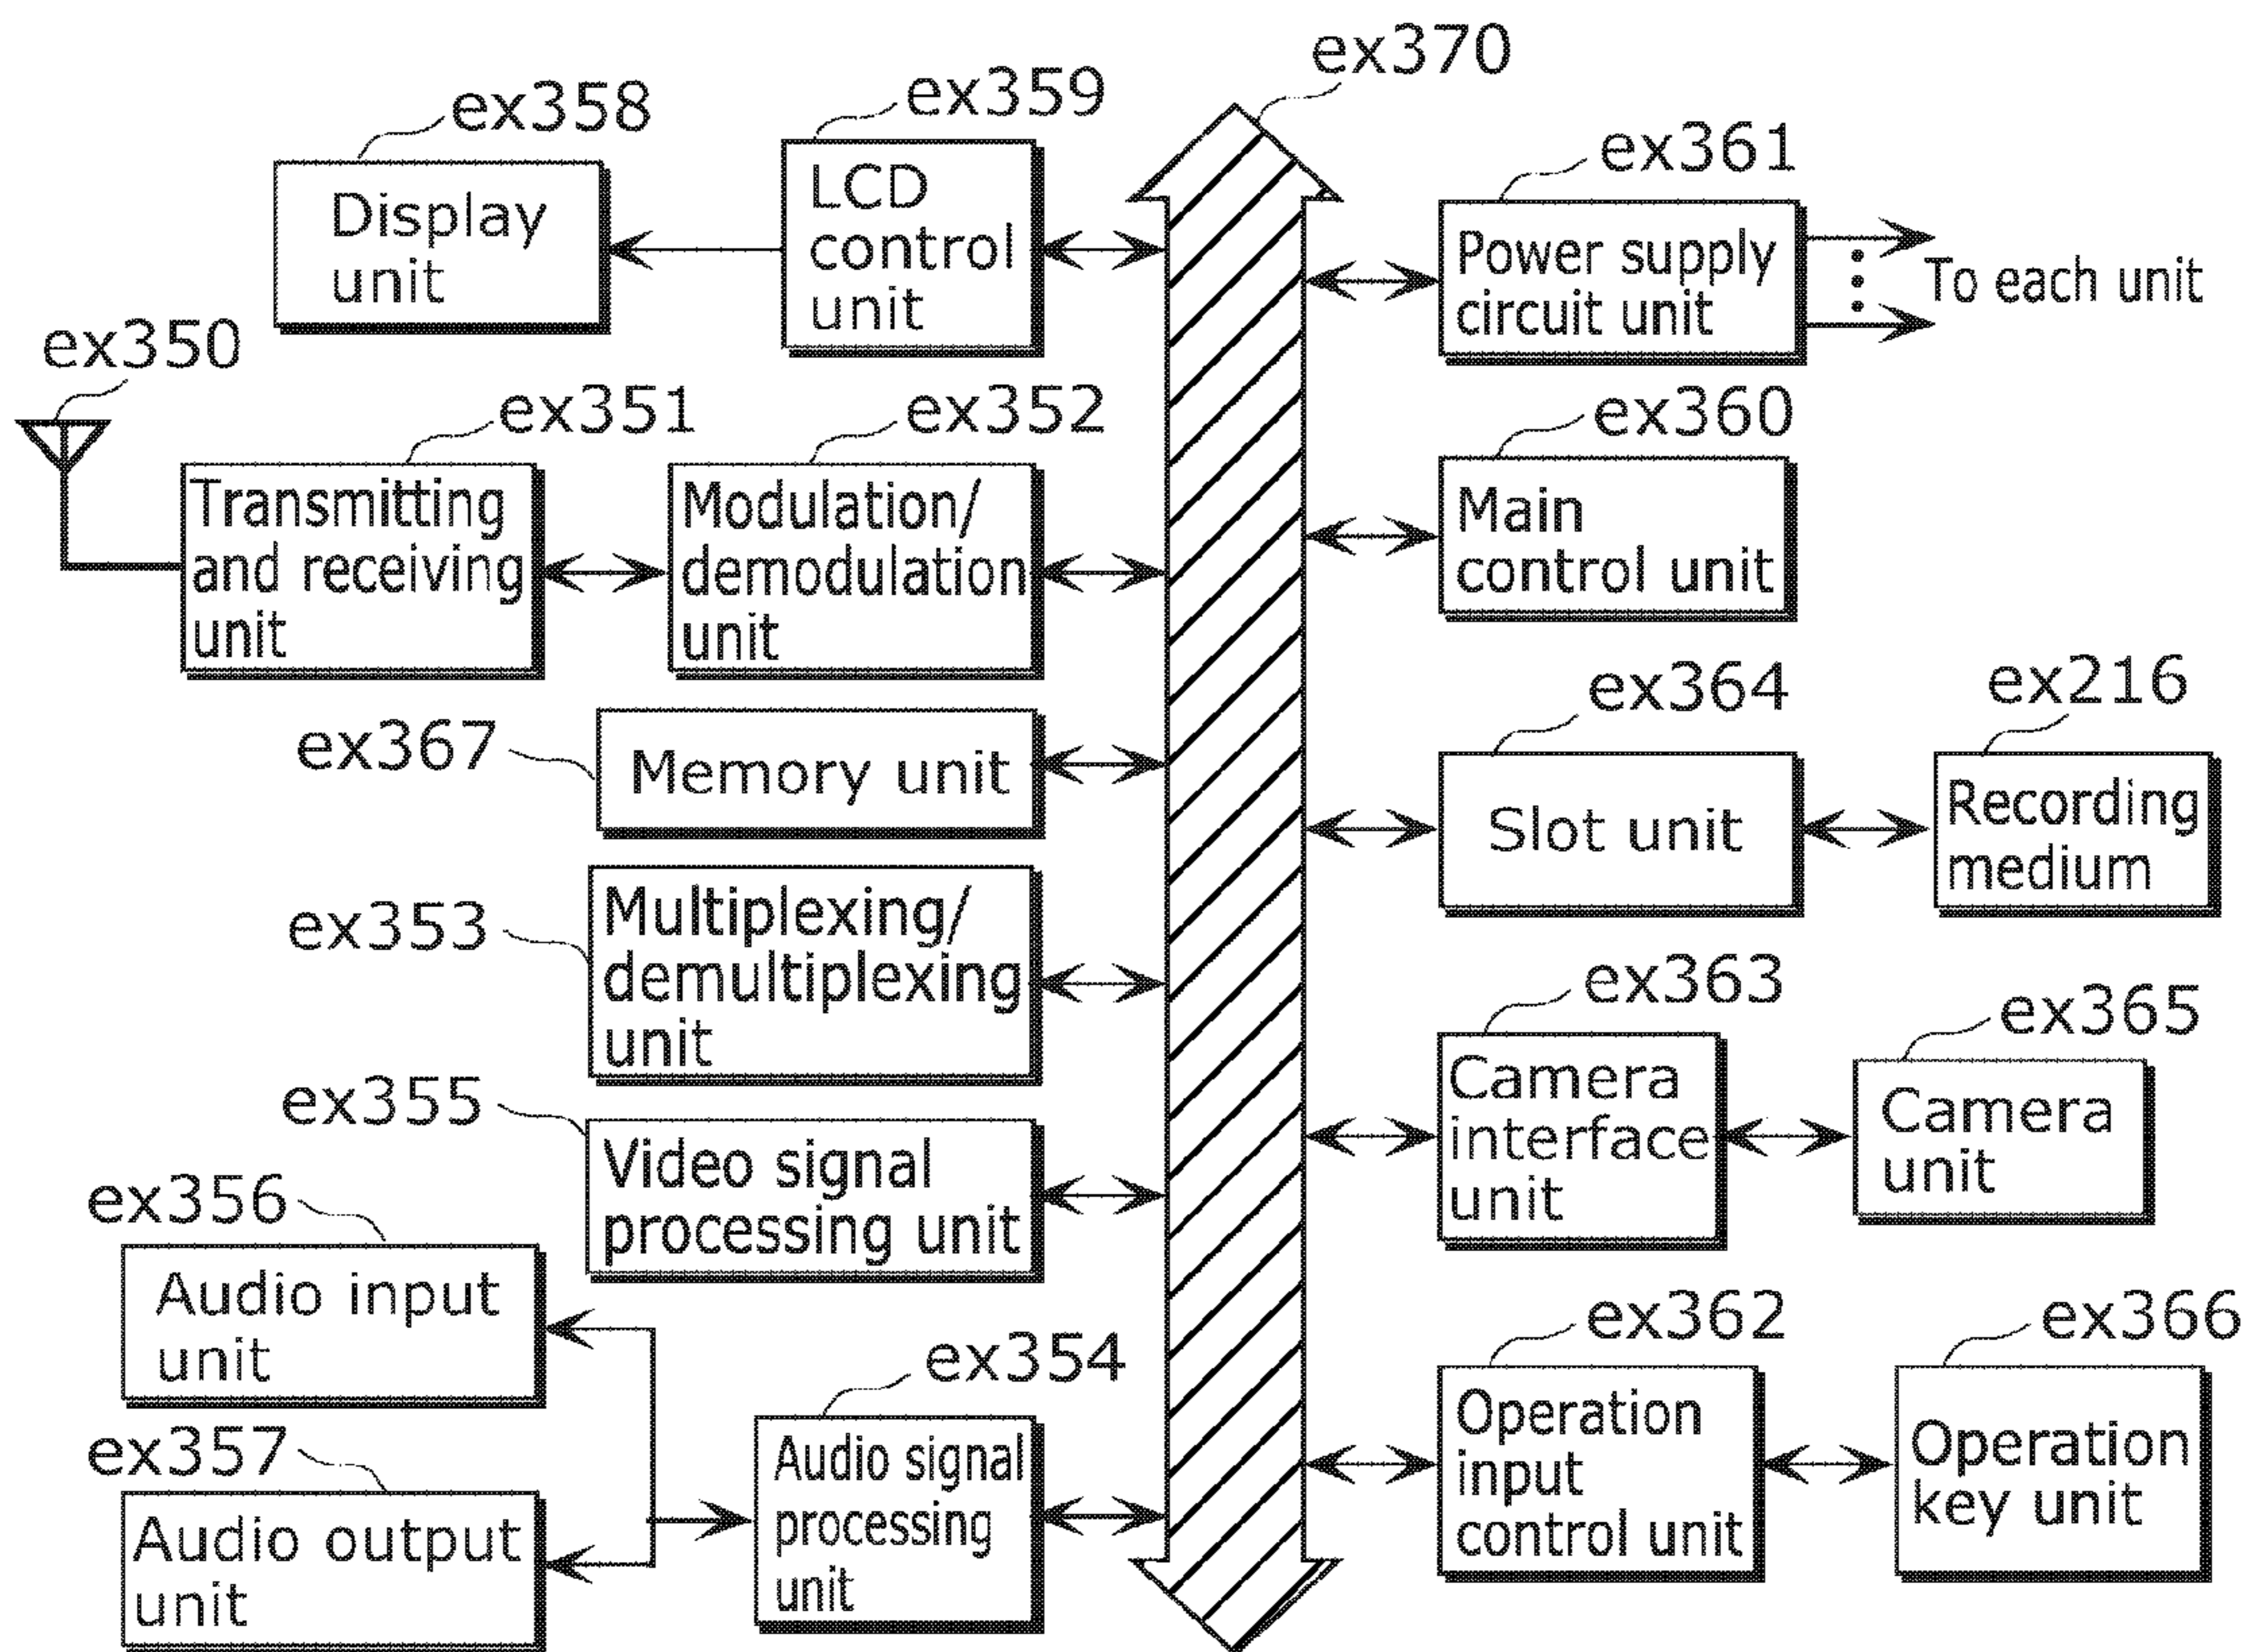 ex370
ex359
ex358
ex361
LCD
control
unit
Display
unit
Power supply
circuit unit
To each unit
ex350
ex351
ex352
ex360
Transmitting
and receiving
unit
Modulation/
demodulation
unit
Main
control unit
ex364
ex216
ex367
Memory unit
Slot unit
Recording
medium
ex353
Multiplexing/
demultiplexing
unit
ex363
ex365
Camera
interface
unit
Camera
unit
ex355
Video signal
processing unit
ex356
Audio input
unit
ex354
ex362
ex366
ex357
Audio output
unit
Audio signal
processing
unit
Operation
input
control unit
Operation
key unit